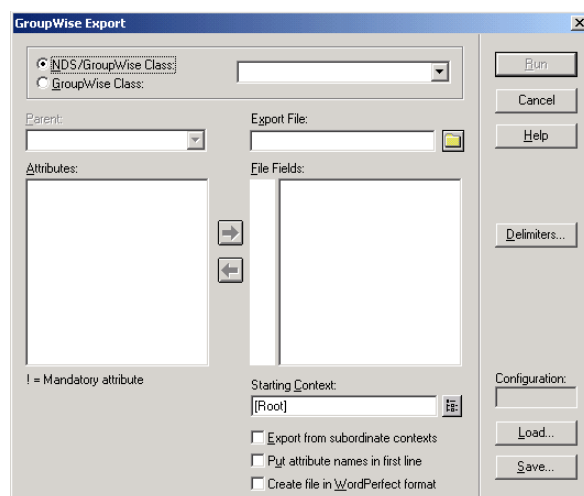 GroupWise Export
NDS/GroupWise Class:
GroupWise Class:
Run
Cancel
Help
Parent:
Export File:
Attributes:
File Fields:
Delimiters...
! = Mandatory attribute
Starting Context:
[Root]
Configuration:
Export from subordinate contexts
Put attribute names in first line
Create file in WordPerfect format
Load...
Save...